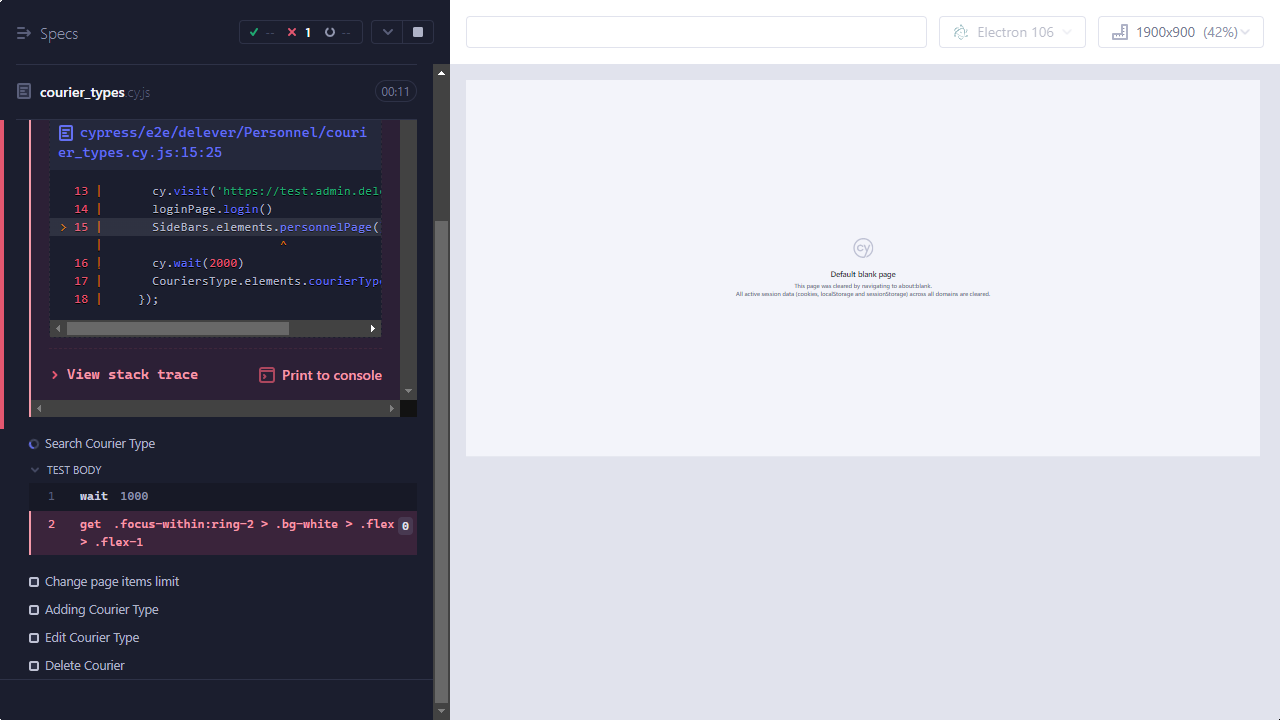 Specs
-- 1 --
Electron 106
1900x900 (42%)
courier_types.cy.js
00:11
cypress/e2e/delever/Personnel/couri
er_types.cy.js:15:25
13 | cy.visit('https://test.admin.dele
14 | loginPage.login()
> 15 | SideBars.elements.personnelPage(
| ^
16 | cy.wait(2000)
17 | CouriersType.elements.courierType
18 | });
> View stack trace
Print to console
Search Courier Type
TEST BODY
1 wait 1000
2 get .focus-within:ring-2 > .bg-white > .flex 0
> .flex-1
Change page items limit
Adding Courier Type
Edit Courier Type
Delete Courier
cy
Default blank page
This page was cleared by navigating to about:blank.
All active session data (cookies, localStorage and sessionStorage) across all domains are cleared.